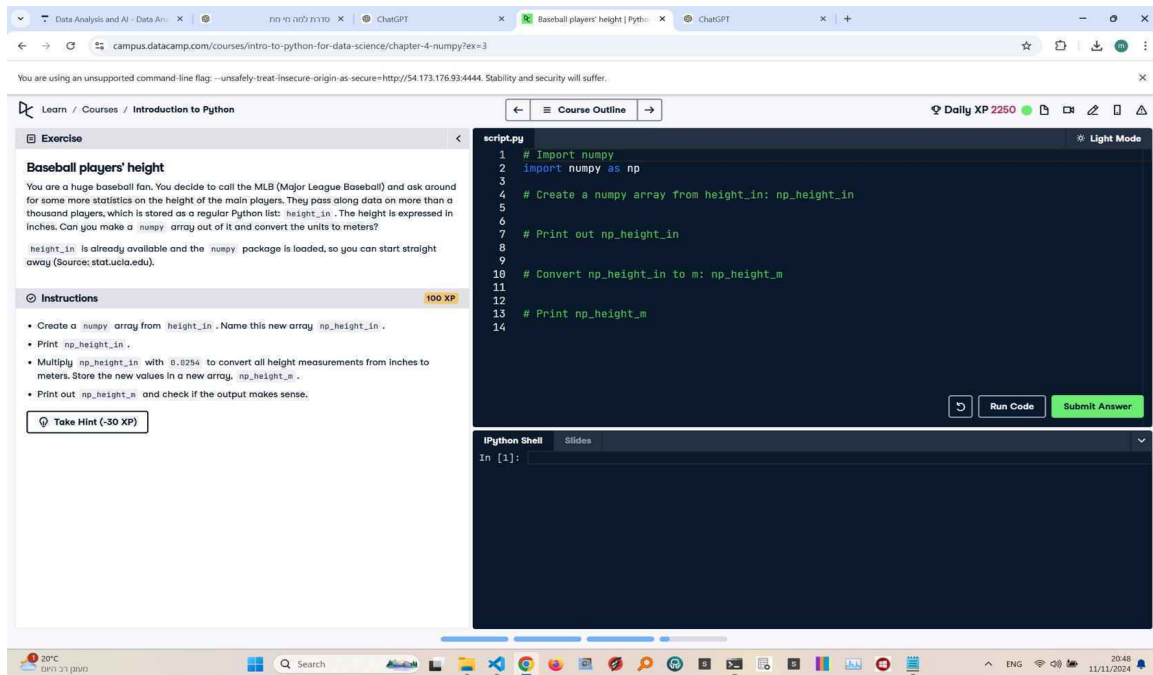 Data Analysis and AI - Data An
סדרת למה מי מת
ChatGPT
Baseball players' height | Pytho
ChatGPT
campus.datacamp.com/courses/intro-to-python-for-data-science/chapter-4-numpy?ex=3
You are using an unsupported command-line flag: --unsafely-treat-insecure-origin-as-secure=http://54.173.176.93:4444. Stability and security will suffer.
Learn / Courses / Introduction to Python
Course Outline
Daily XP 2250
Exercise
Baseball players' height
You are a huge baseball fan. You decide to call the MLB (Major League Baseball) and ask around
for some more statistics on the height of the main players. They pass along data on more than a
thousand players, which is stored as a regular Python list: height_in . The height is expressed in
inches. Can you make a numpy array out of it and convert the units to meters?
height_in is already available and the numpy package is loaded, so you can start straight
away (Source: stat.ucla.edu).
Instructions
100 XP
• Create a numpy array from height_in . Name this new array np_height_in .
• Print np_height_in .
• Multiply np_height_in with 0.0254 to convert all height measurements from inches to
meters. Store the new values in a new array, np_height_m .
• Print out np_height_m and check if the output makes sense.
Take Hint (-30 XP)
script.py
Light Mode
1 # Import numpy
2 import numpy as np
3
4 # Create a numpy array from height_in: np_height_in
5
6
7 # Print out np_height_in
8
9
10 # Convert np_height_in to m: np_height_m
11
12
13 # Print np_height_m
14
Run Code
Submit Answer
IPython Shell
Slides
In [1]:
20°C
מעונן רב היום
Search
ENG
20:48
11/11/2024